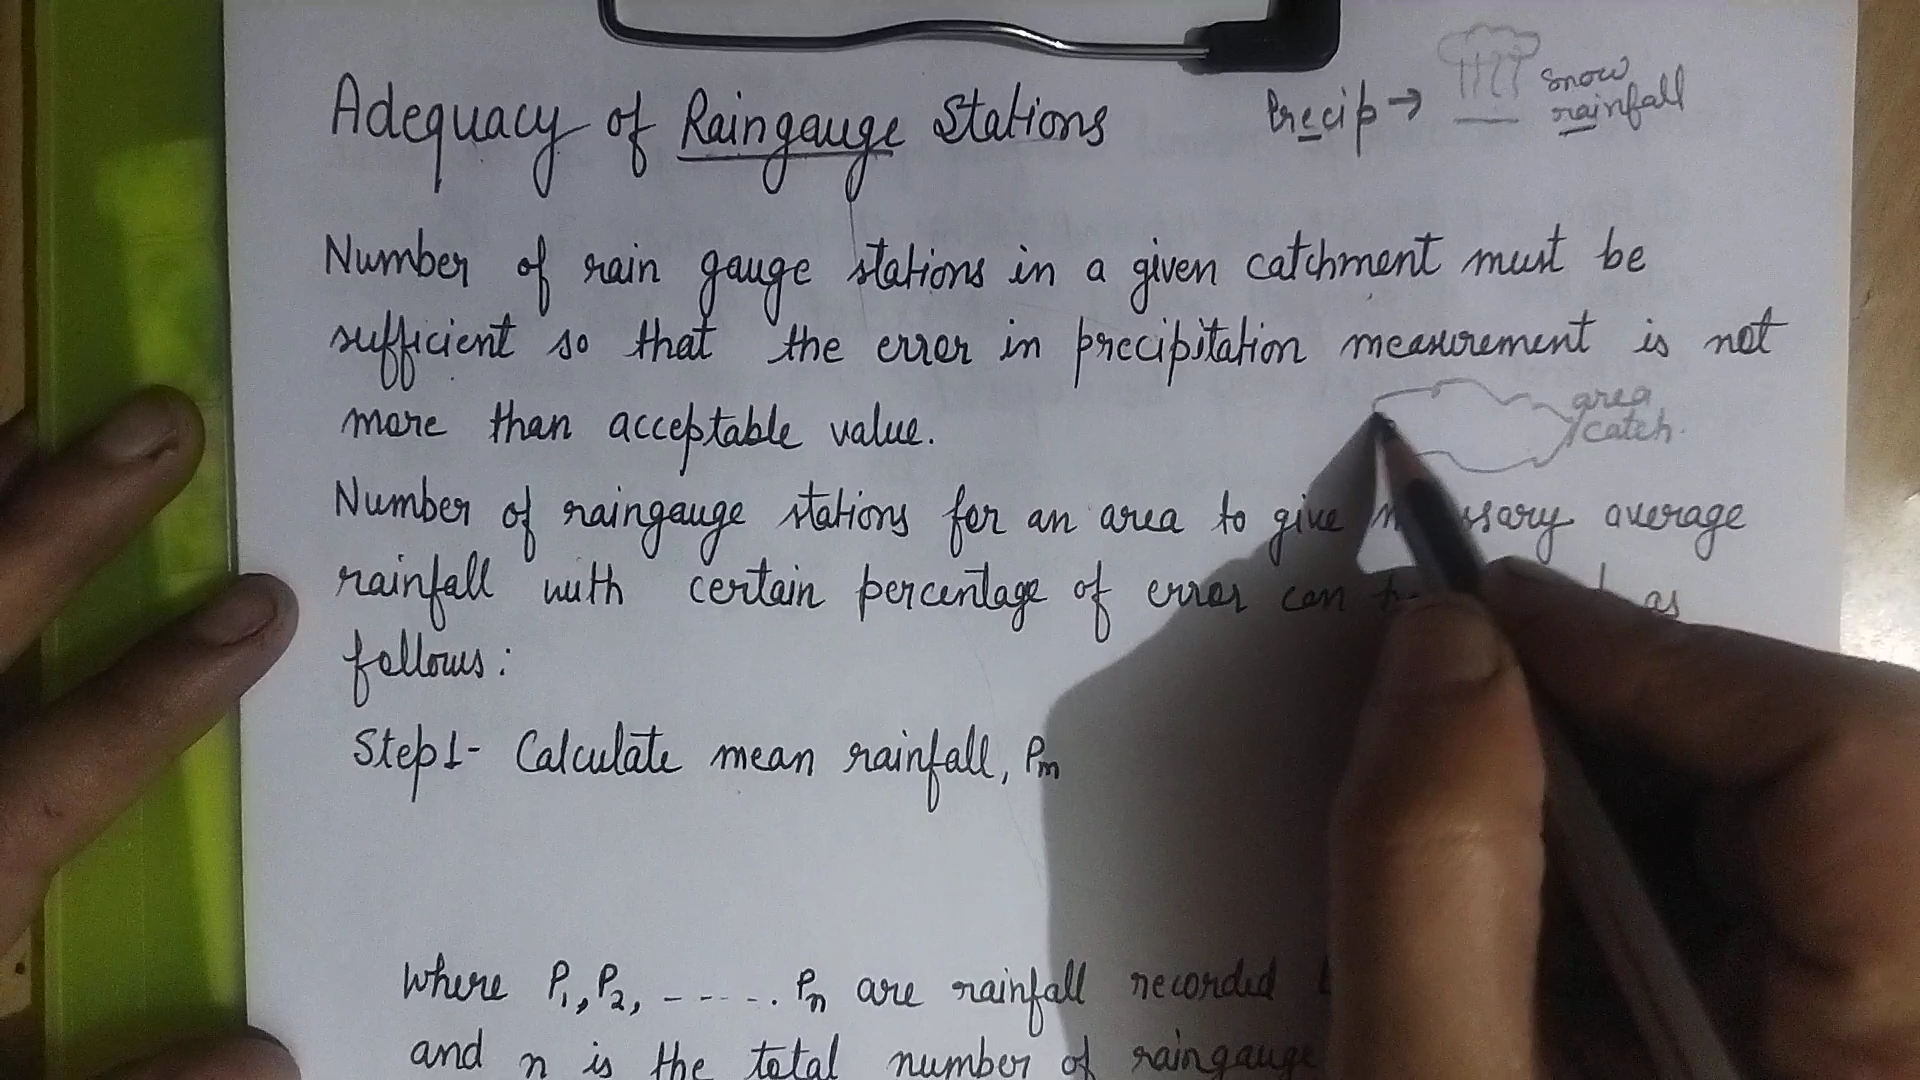 Adequacy of Raingauge Stations
Precip → snow
rainfall
Number of rain gauge stations in a given catchment must be
sufficient so that the error in precipitation measurement is not
more than acceptable value.
area
catch.
Number of raingauge stations for an area to give average
rainfall with certain percentage of error can as
follows:
Step1- Calculate mean rainfall, Pm
Where P1, P2, - - - - . Pn are rainfall recorded
and n is the total number of raingauge